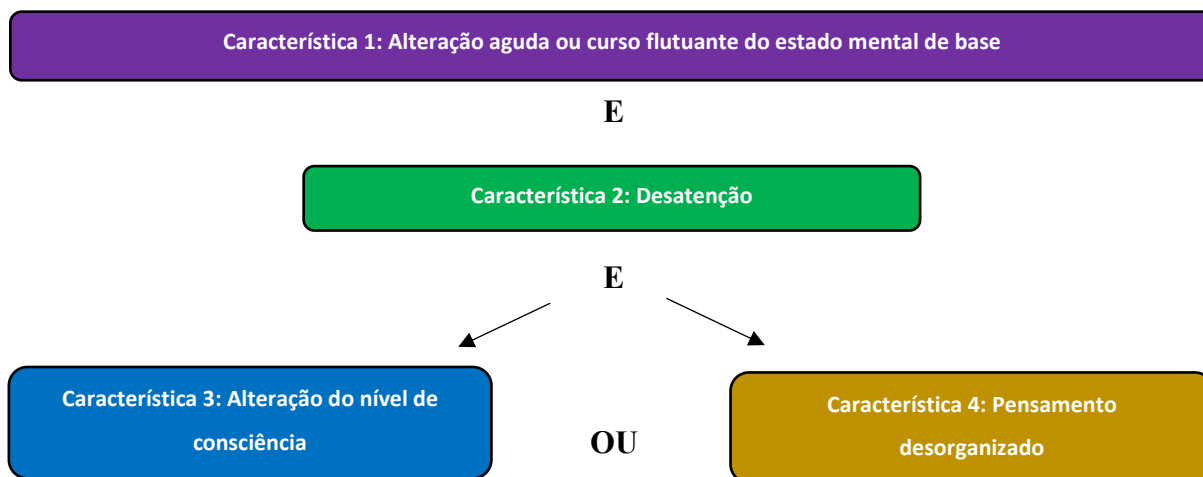 Característica 1: Alteração aguda ou curso flutuante do estado mental de base
E
Característica 2: Desatenção
E
Característica 3: Alteração do nível de
consciência
OU
Característica 4: Pensamento
desorganizado